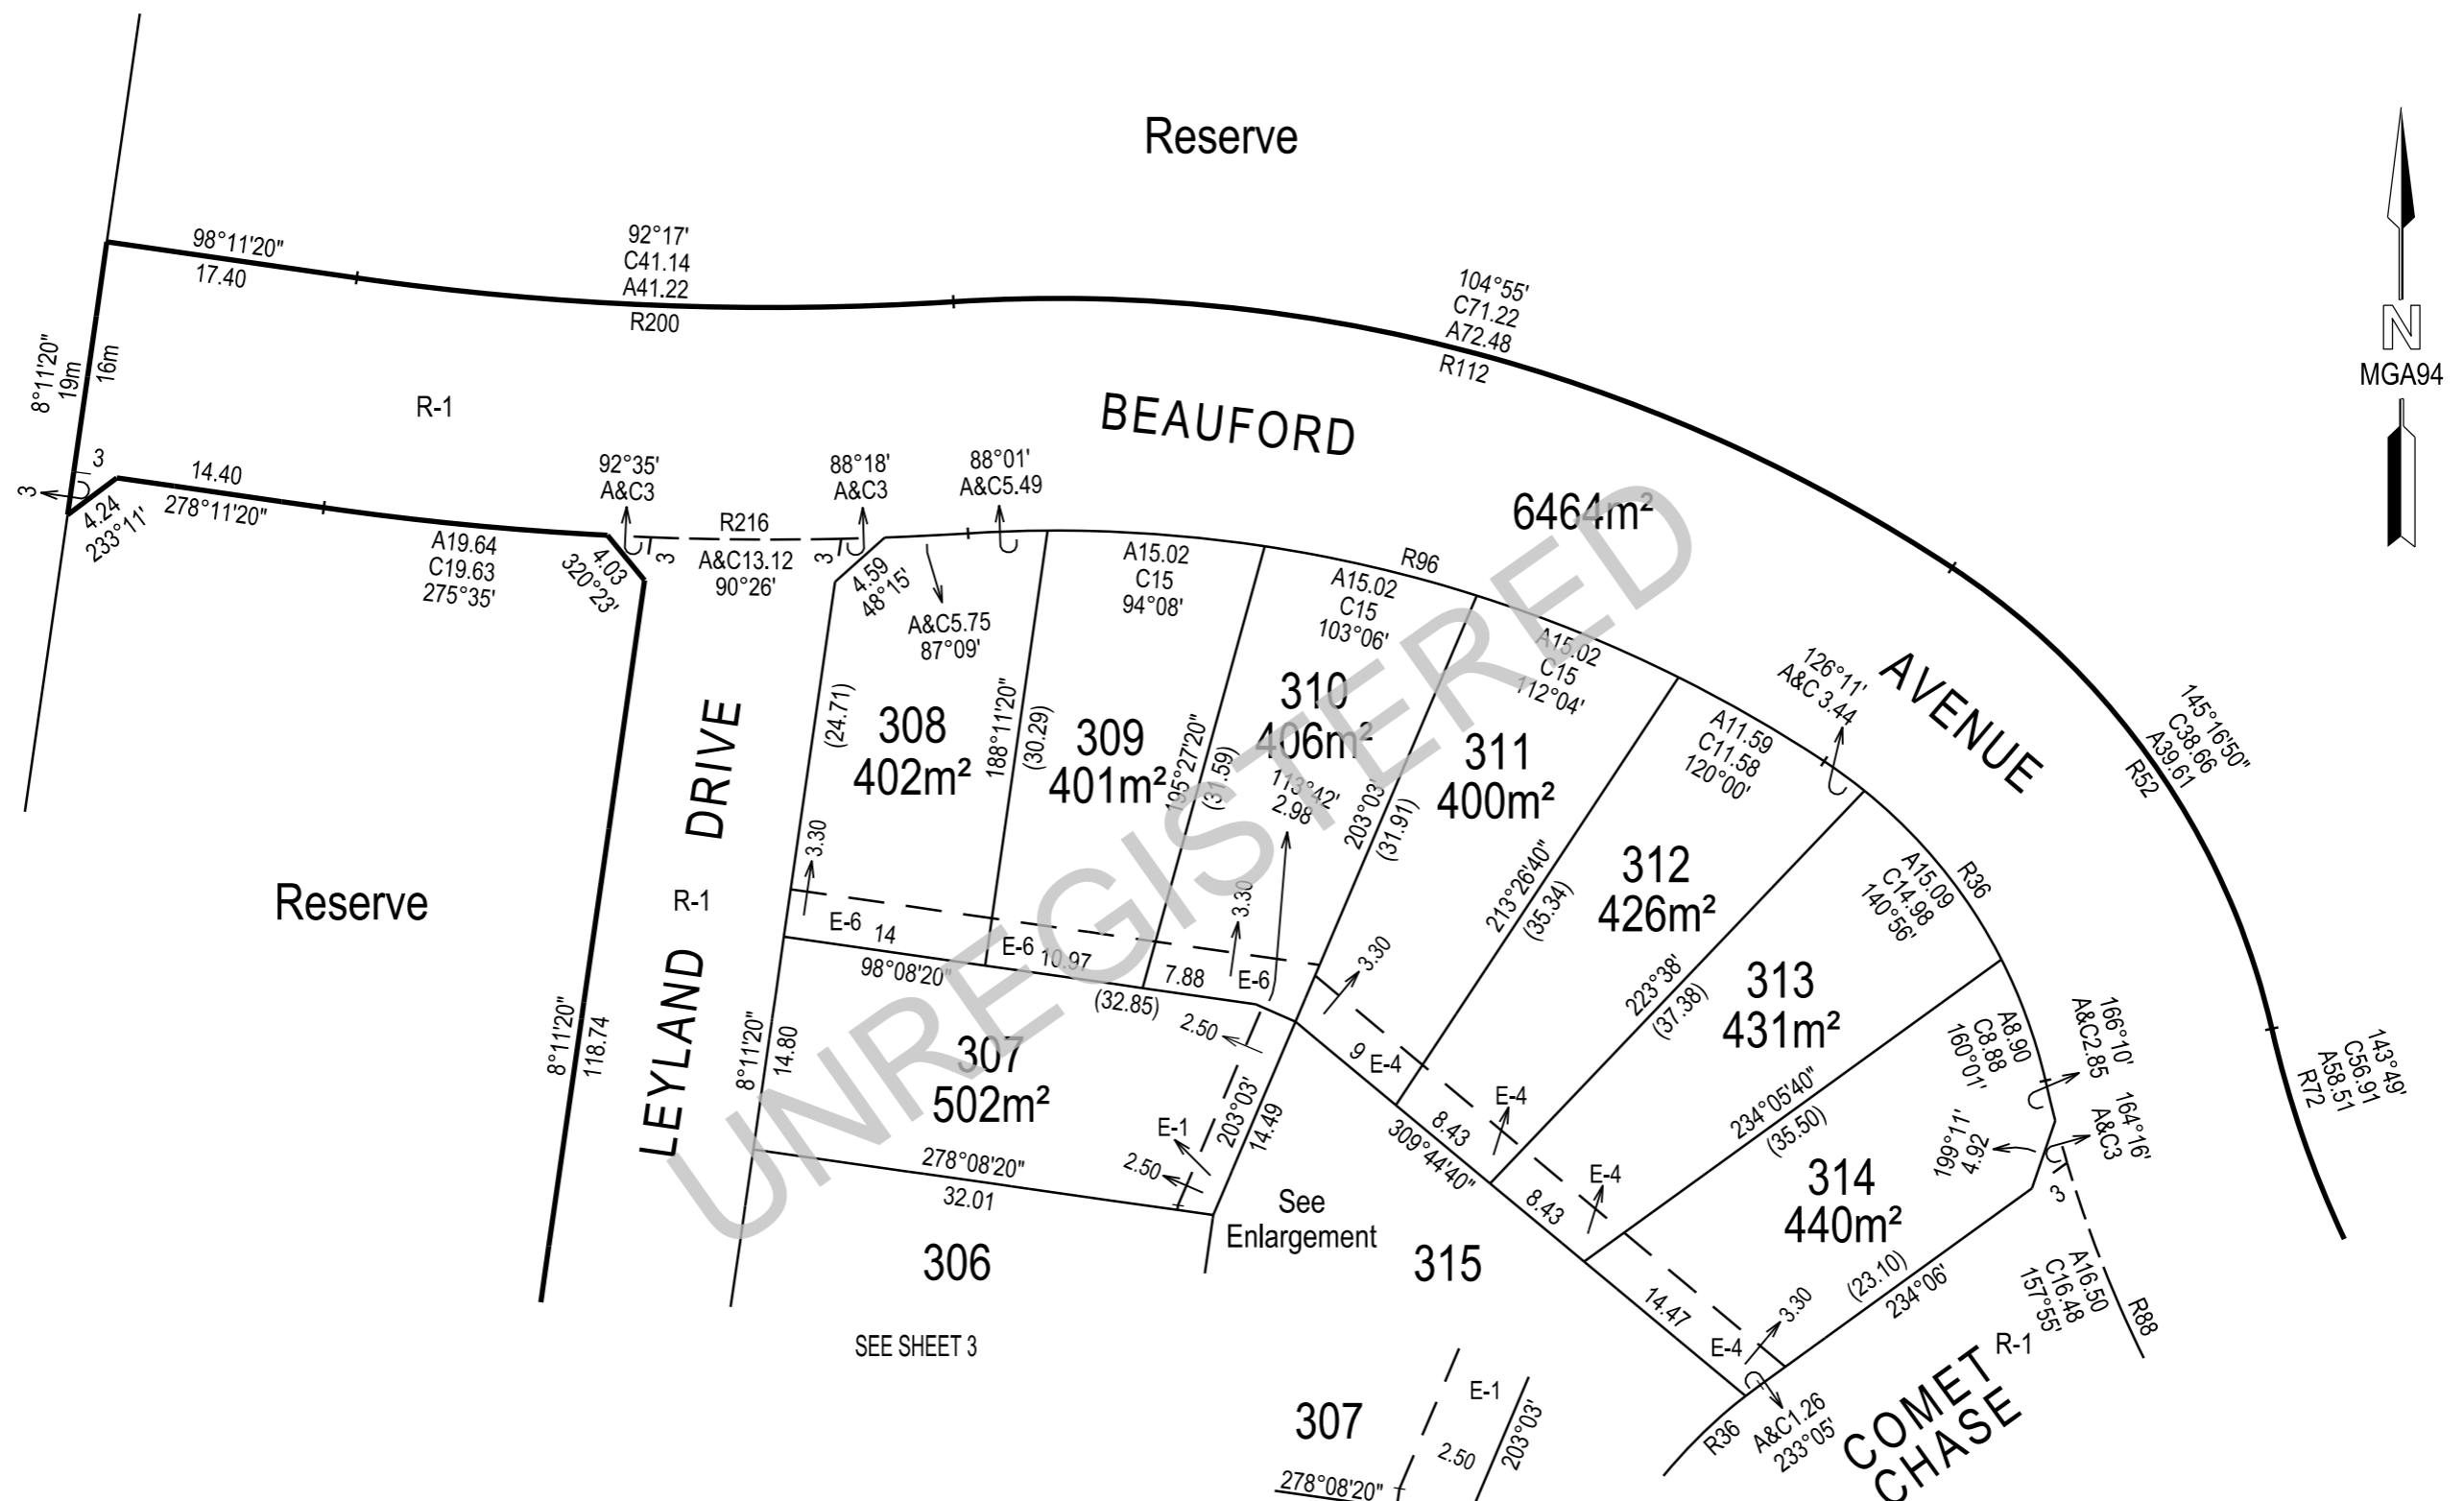 Reserve
98°11'20"
17.40
92°17'
C41.14
A41.22
R200
104°55'
C71.22
A72.48
R112
N
MGA94
8°11'20"
19m
16m
R-1
BEAUFORD
AVENUE
6464m²
3
3
4.24
233°11'
14.40
278°11'20"
A19.64
C19.63
275°35'
92°35'
A&C3
4.03
320°23'
3
R216
A&C13.12
90°26'
3
88°18'
A&C3
4.59
48°15'
88°01'
A&C5.49
A&C5.75
87°09'
A15.02
C15
94°08'
R96
A15.02
C15
103°06'
A15.02
C15
112°04'
126°11'
A&C.3.44
A11.59
C11.58
120°00'
145°16'50"
C38.66
A39.61
R52
308
402m²
(24.71)
188°11'20"
(30.29)
309
401m²
195°27'20"
(31.59)
310
406m²
113°42'
2.98
203°03'
(31.91)
311
400m²
213°26'40"
(35.34)
312
426m²
223°38'
(37.38)
313
431m²
A15.09
C14.98
140°56'
R36
234°05'40"
(35.50)
314
440m²
A8.90
C8.88
160°01'
166°10'
A&C2.85
164°16'
A&C3
199°11'
4.92
3
143°49'
C56.91
A58.51
R72
Reserve
LEYLAND DRIVE
R-1
8°11'20"
118.74
3.30
E-6
14
98°08'20"
E-6
10.97
7.88
3.30
E-6
(32.85)
3.30
9
E-4
8.43
E-4
309°44'40"
8.43
E-4
14.47
E-4
3.30
(23.10)
234°06'
8°11'20"
14.80
307
502m²
2.50
203°03'
14.49
E-1
2.50
278°08'20"
32.01
306
SEE SHEET 3
See
Enlargement
315
A16.50
C16.48
157°55'
R88
R-1
COMET
CHASE
R36
A&C1.26
233°05'
307
E-1
2.50
203°03'
278°08'20"
UNREGISTERED